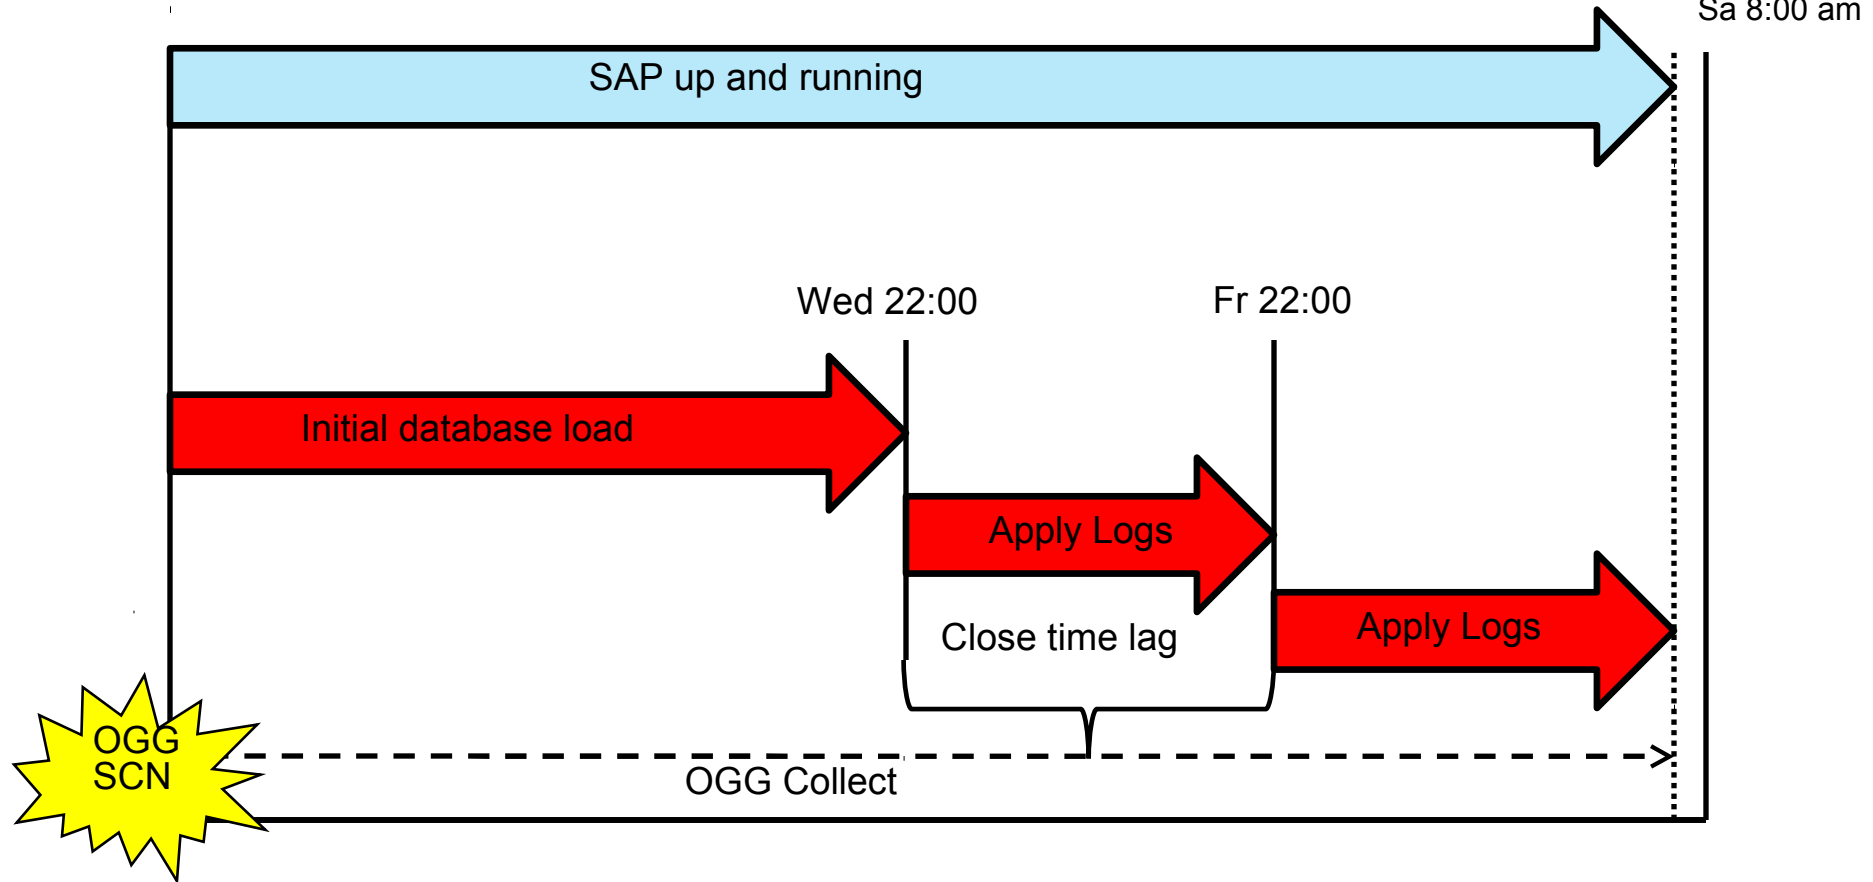 Sa 8:00 am
SAP up and running
Wed 22:00
Fr 22:00
Initial database load
Apply Logs
Close time lag
Apply Logs
OGG
SCN
OGG Collect